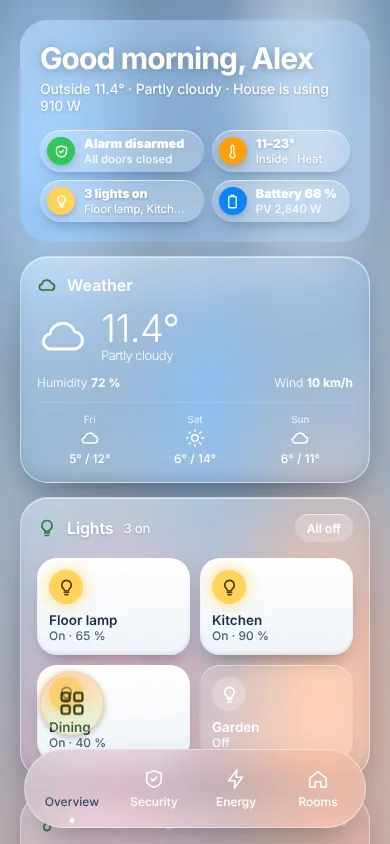 Good morning, Alex
Outside 11.4° · Partly cloudy · House is using
910 W
Alarm disarmed
All doors closed
11–23°
Inside · Heat
3 lights on
Floor lamp, Kitch...
Battery 68 %
PV 2,840 W
Weather
11.4°
Partly cloudy
Humidity 72 %
Wind 10 km/h
Fri
Sat
Sun
5° / 12°
6° / 14°
6° / 11°
Lights 3 on
All off
Floor lamp
On · 65 %
Kitchen
On · 90 %
Dining
On · 40 %
Garden
Off
Overview
Security
Energy
Rooms